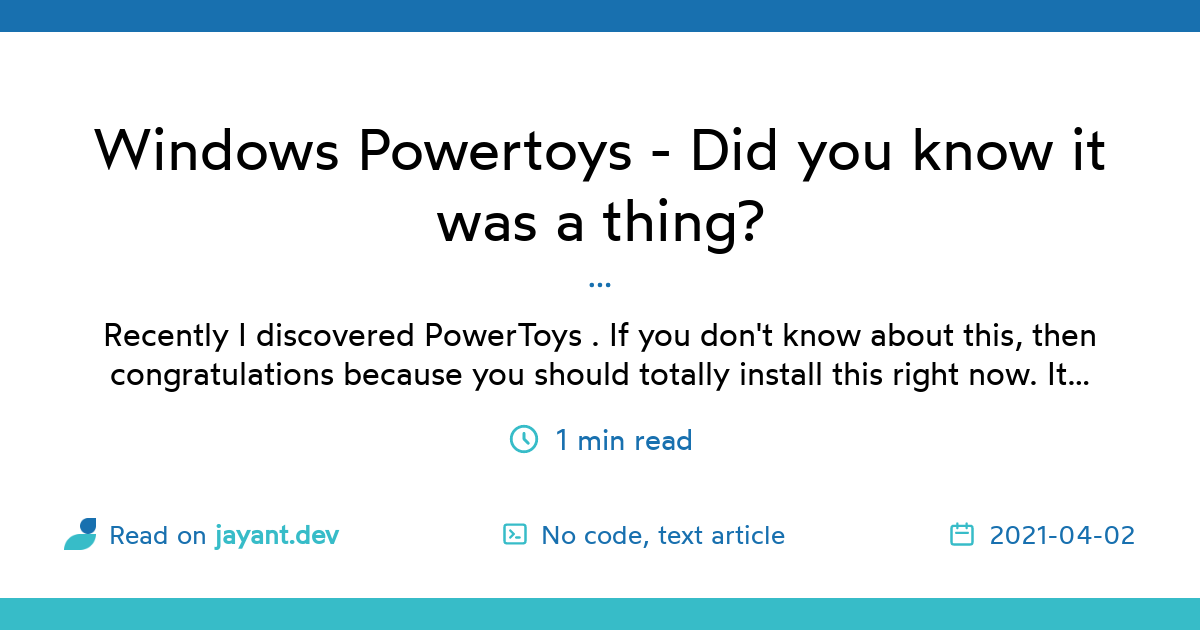 Windows Powertoys - Did you know it
was a thing?
...
Recently I discovered PowerToys . If you don't know about this, then
congratulations because you should totally install this right now. It...
1 min read
Read on jayant.dev
No code, text article
2021-04-02